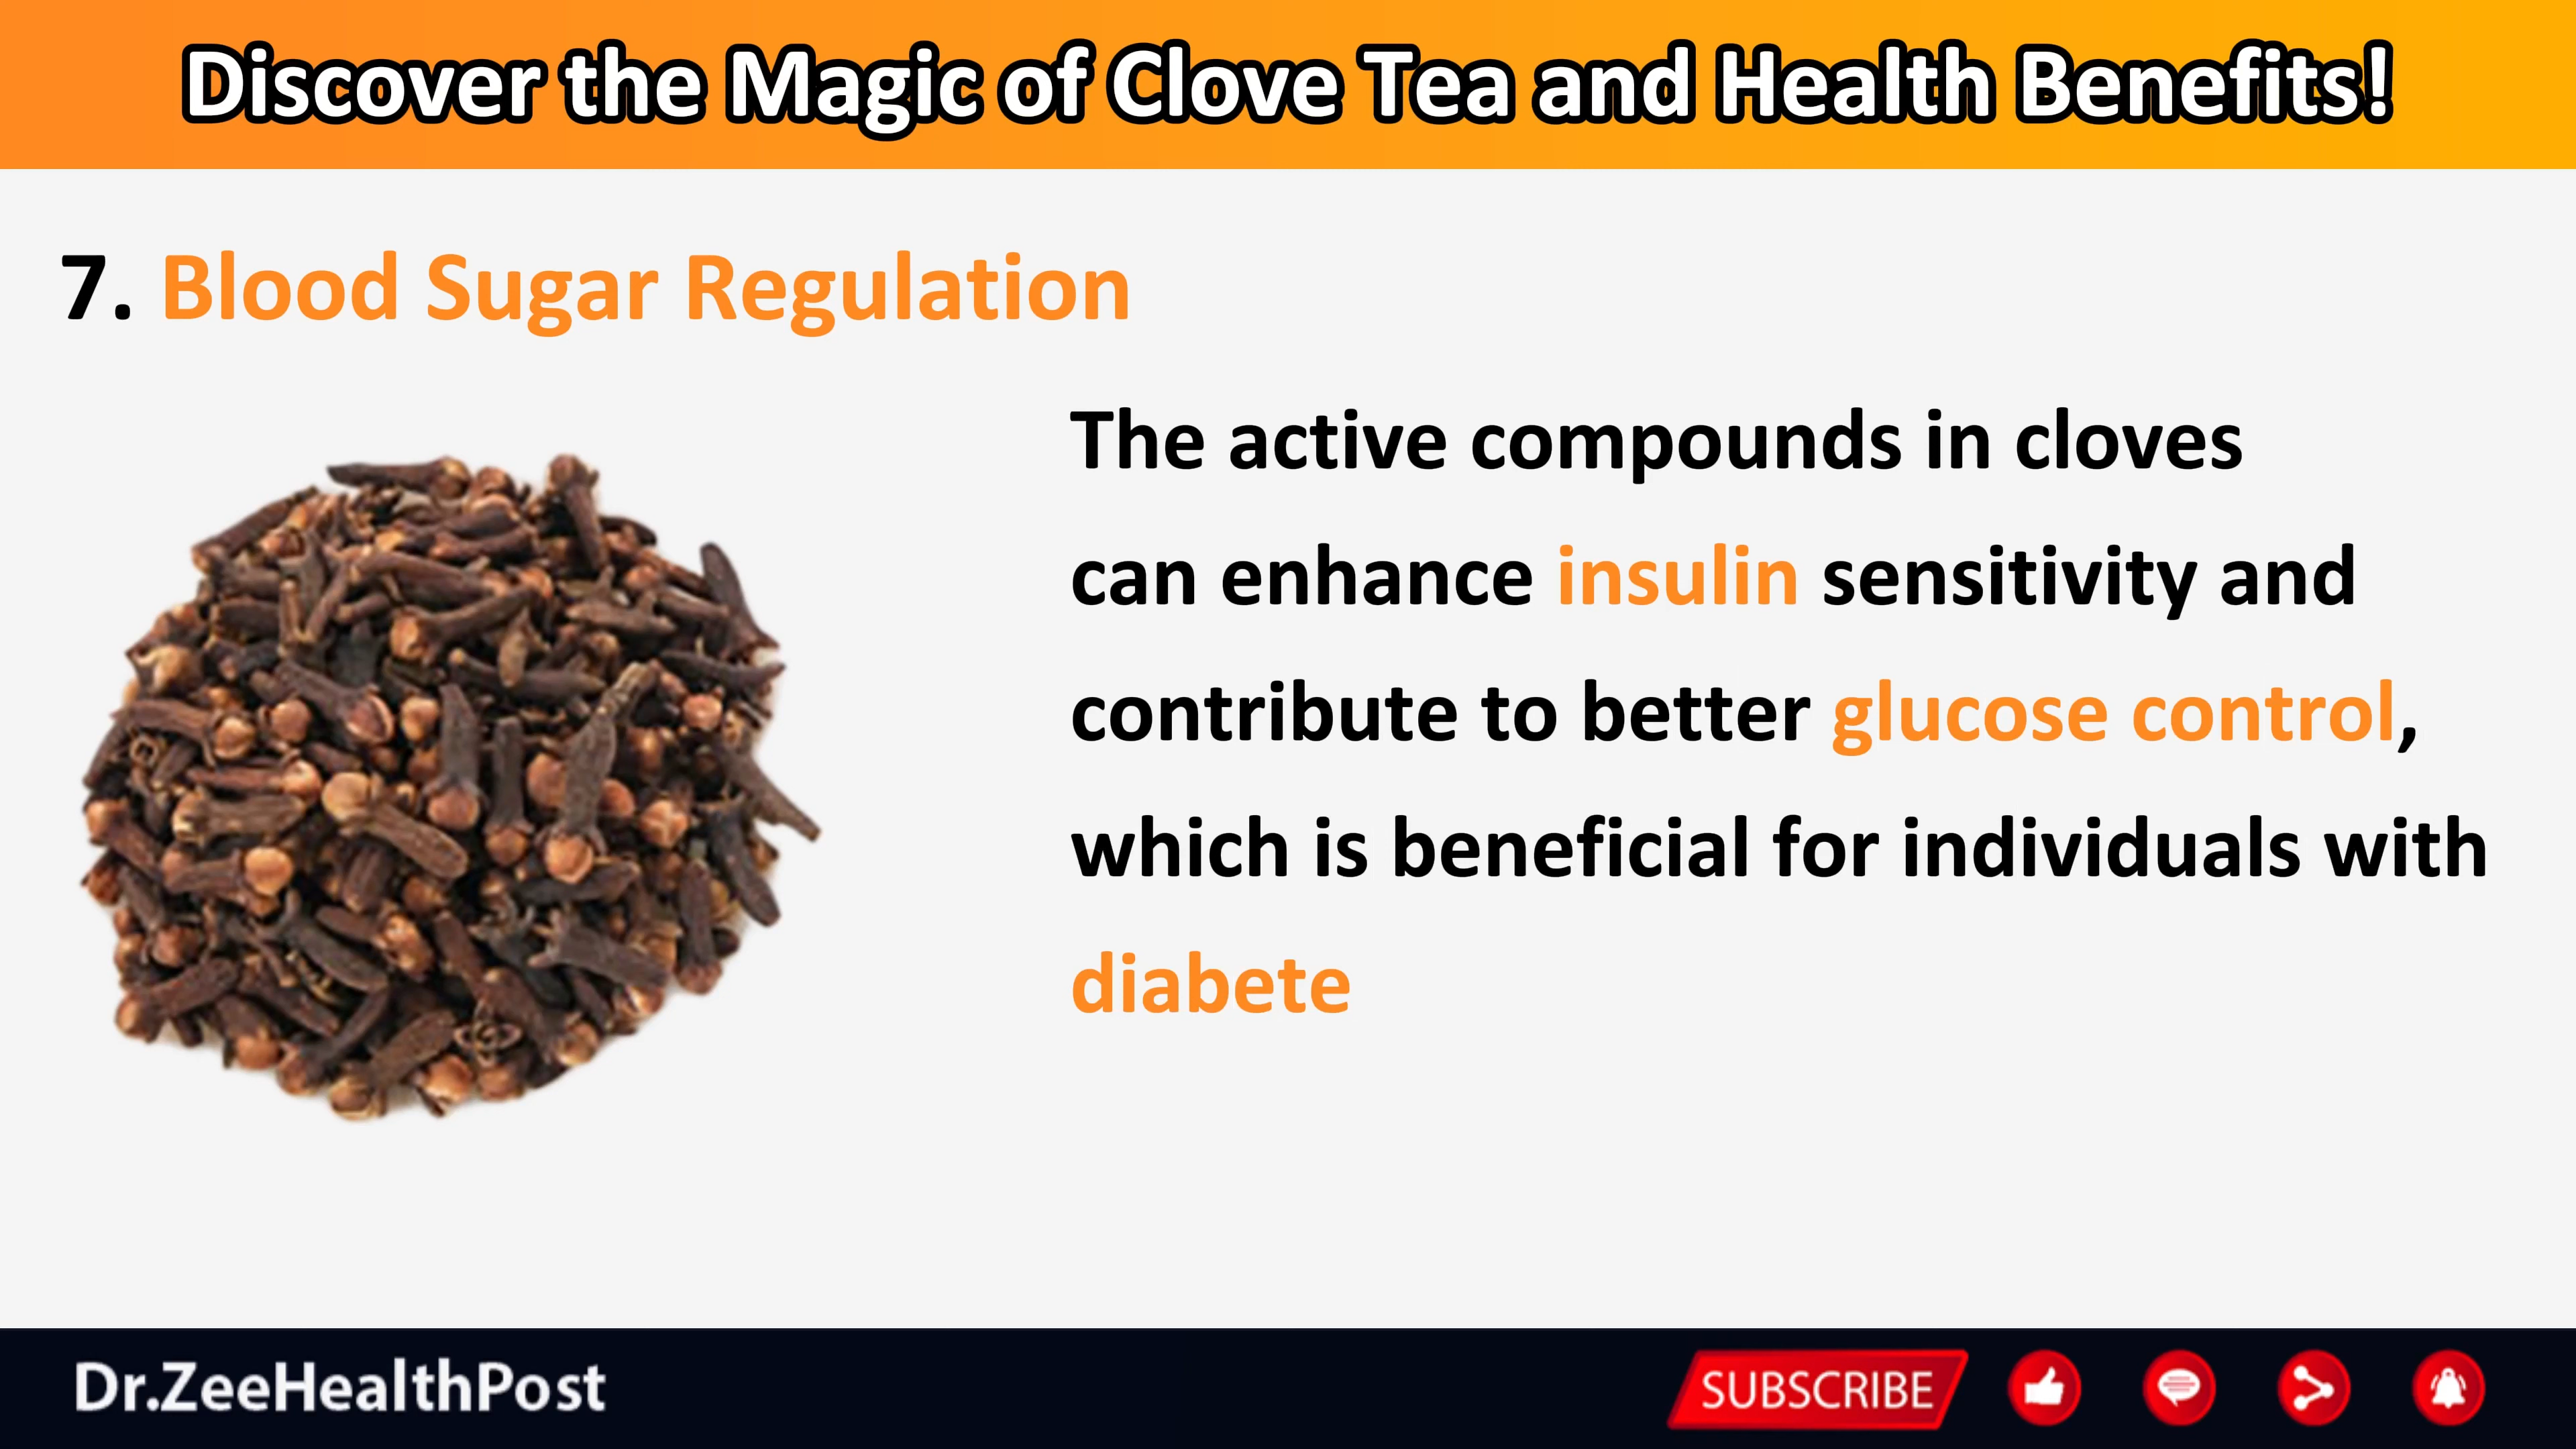 Discover the Magic of Clove Tea and Health Benefits!
7. Blood Sugar Regulation
The active compounds in cloves
can enhance insulin sensitivity and
contribute to better glucose control,
which is beneficial for individuals with
diabete
Dr.ZeeHealthPost
SUBSCRIBE